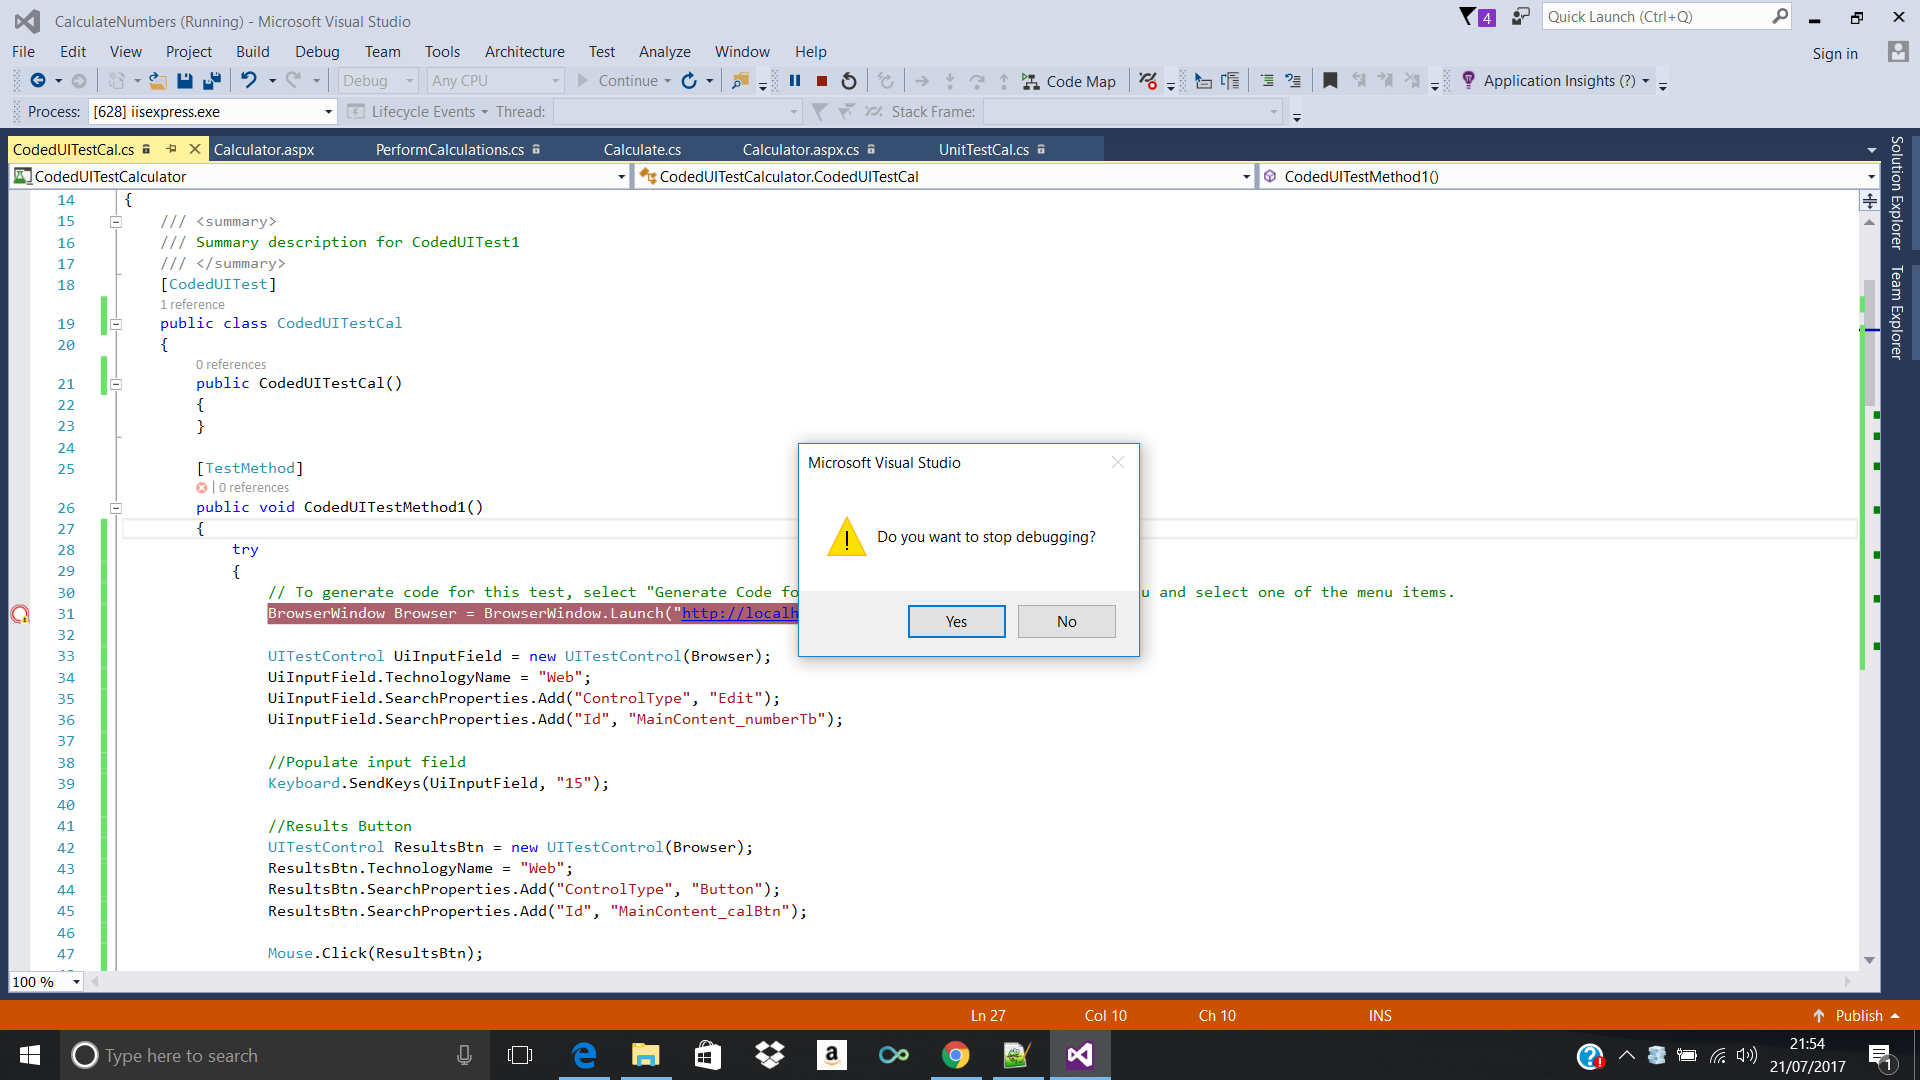 CalculateNumbers (Running) - Microsoft Visual Studio
4
Quick Launch (Ctrl+Q)
File Edit View Project Build Debug Team Tools Architecture Test Analyze Window Help
Sign in
Debug Any CPU Continue Code Map Application Insights (?)
Process: [628] iisexpress.exe Lifecycle Events Thread: Stack Frame:
CodedUITestCal.cs Calculator.aspx PerformCalculations.cs Calculate.cs Calculator.aspx.cs UnitTestCal.cs
CodedUITestCalculator CodedUITestCalculator.CodedUITestCal CodedUITestMethod1()
Solution Explorer
Team Explorer
14 {
15 /// <summary>
16 /// Summary description for CodedUITest1
17 /// </summary>
18 [CodedUITest]
1 reference
19 public class CodedUITestCal
20 {
0 references
21 public CodedUITestCal()
22 {
23 }
24
25 [TestMethod]
| 0 references
26 public void CodedUITestMethod1()
27 {
28 try
29 {
30 // To generate code for this test, select "Generate Code fo u and select one of the menu items.
31 BrowserWindow Browser = BrowserWindow.Launch("http://localh
32
33 UITestControl UiInputField = new UITestControl(Browser);
34 UiInputField.TechnologyName = "Web";
35 UiInputField.SearchProperties.Add("ControlType", "Edit");
36 UiInputField.SearchProperties.Add("Id", "MainContent_numberTb");
37
38 //Populate input field
39 Keyboard.SendKeys(UiInputField, "15");
40
41 //Results Button
42 UITestControl ResultsBtn = new UITestControl(Browser);
43 ResultsBtn.TechnologyName = "Web";
44 ResultsBtn.SearchProperties.Add("ControlType", "Button");
45 ResultsBtn.SearchProperties.Add("Id", "MainContent_calBtn");
46
47 Mouse.Click(ResultsBtn);
Microsoft Visual Studio
Do you want to stop debugging?
Yes No
100 %
Ln 27 Col 10 Ch 10 INS Publish
Type here to search
21:54
21/07/2017
1